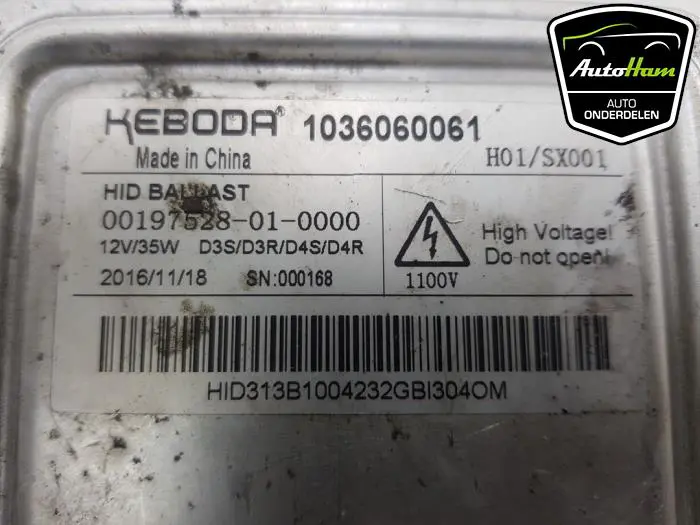 AutoHam
AUTO
ONDERDELEN
KEBODA® 1036060061
Made in China
H01/SX001
HID BALLAST
00197528-01-0000
12V/35W D3S/D3R/D4S/D4R
2016/11/18 SN:000168
1100V
High Voltage!
Do not open!
HID313B1004232GBI304OM